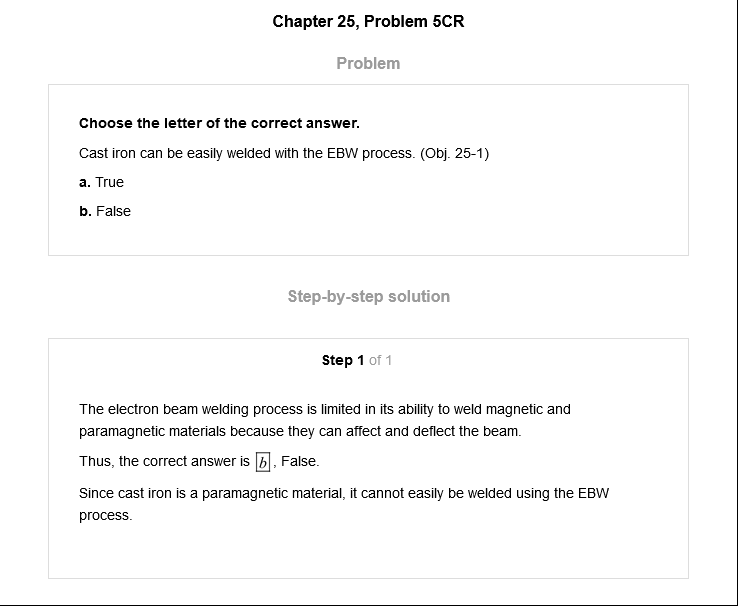 Chapter 25, Problem 5CR
Problem
Choose the letter of the correct answer.
Cast iron can be easily welded with the EBW process. (Obj. 25-1)
a. True
b. False
Step-by-step solution
Step 1 of 1
The electron beam welding process is limited in its ability to weld magnetic and
paramagnetic materials because they can affect and deflect the beam.
Thus, the correct answer is b, False.
Since cast iron is a paramagnetic material, it cannot easily be welded using the EBW
process.